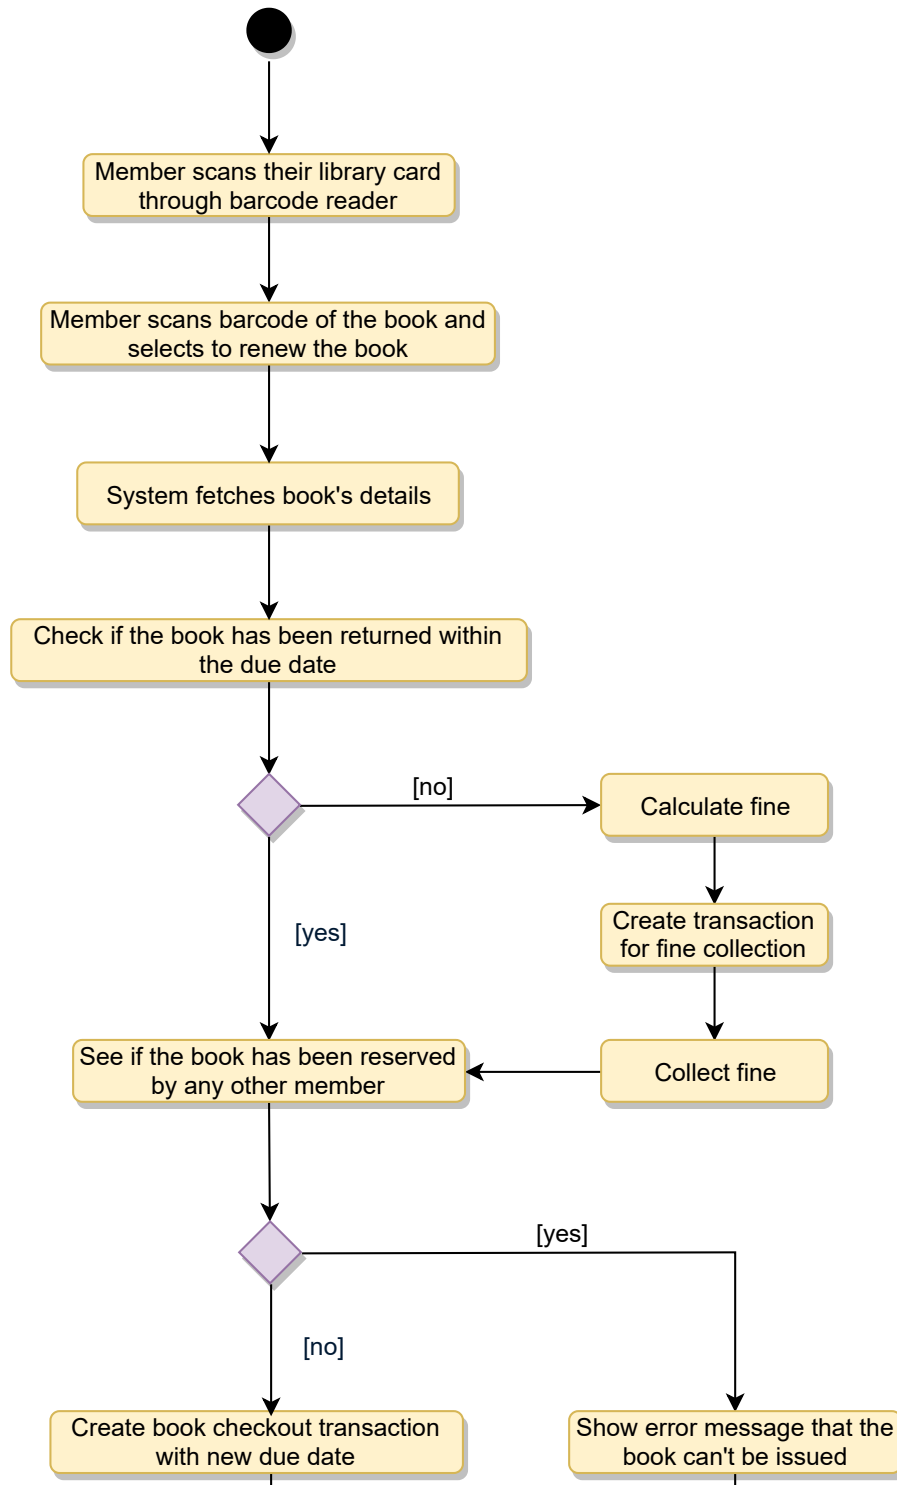 Member scans their library card
through barcode reader
Member scans barcode of the book and
selects to renew the book
System fetches book's details
Check if the book has been returned within
the due date
[no]
Calculate fine
[yes]
Create transaction
for fine collection
See if the book has been reserved
by any other member
Collect fine
[yes]
[no]
Create book checkout transaction
with new due date
Show error message that the
book can't be issued